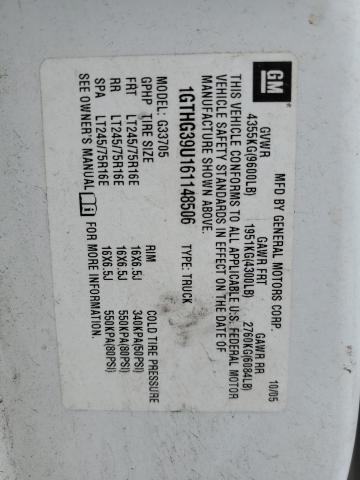 GM
MFD BY GENERAL MOTORS CORP. 10/05
GVWR GAWR FRT GAWR RR
4355KG(9600LB) 1951KG(4300LB) 2760KG(6084LB)
THIS VEHICLE CONFORMS TO ALL APPLICABLE U.S. FEDERAL MOTOR
VEHICLE SAFETY STANDARDS IN EFFECT ON THE DATE OF
MANUFACTURE SHOWN ABOVE.
1GTHG39U161148506 TYPE: TRUCK
MODEL: G33705
GPHP TIRE SIZE RIM COLD TIRE PRESSURE
FRT LT245/75R16E 16X6.5J 340KPA(50PSI)
RR LT245/75R16E 16X6.5J 550KPA(80PSI)
SPA LT245/75R16E 16X6.5J 550KPA(80PSI)
SEE OWNER'S MANUAL FOR MORE INFORMATION.